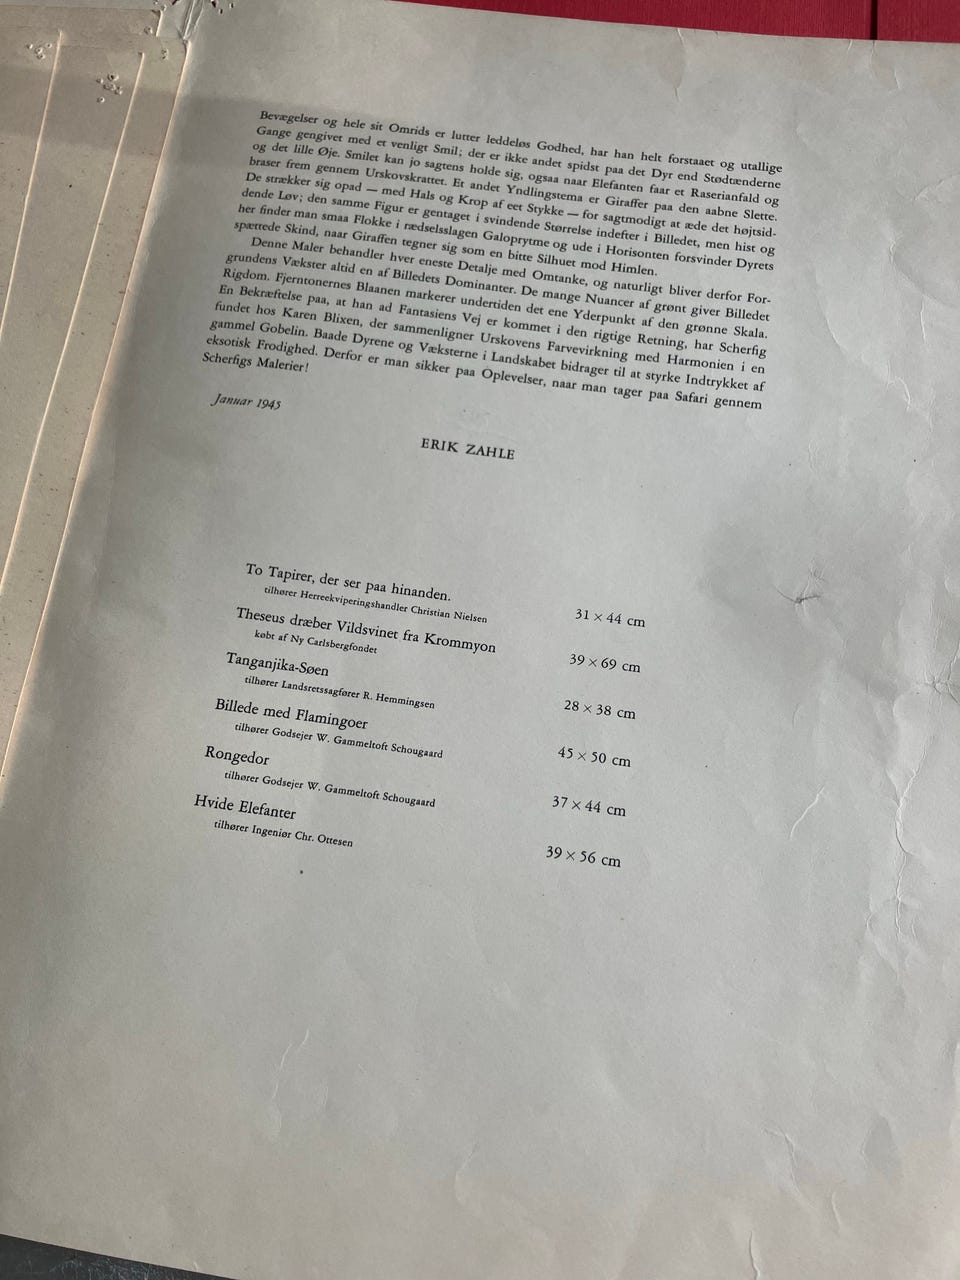 Bevægelser og hele sit Omrids er lutter leddeløs Godhed, har han helt forstaaet og utallige
Gange gengivet med et venligt Smil; der er ikke andet spidst paa det Dyr end Stødtænderne
og det lille Øje. Smilet kan jo sagtens holde sig, ogsaa naar Elefanten faar et Raserianfald og
braser frem gennem Urskovskrattet. Et andet Yndlingstema er Giraffer paa den aabne Slette.
De strækker sig opad — med Hals og Krop af eet Stykke — for sagtmodigt at æde det højtsid-
dende Løv; den samme Figur er gentaget i svindende Størrelse indefter i Billedet, men hist og
her finder man smaa Flokke i rædselsslagen Galoprytme og ude i Horisonten forsvinder Dyrets
spættede Skind, naar Giraffen tegner sig som en bitte Silhuet mod Himlen.
Denne Maler behandler hver eneste Detalje med Omtanke, og naturligt bliver derfor For-
grundens Vækster altid en af Billedets Dominanter. De mange Nuancer af grønt giver Billedet
Rigdom. Fjerntonernes Blaanen markerer undertiden det ene Yderpunkt af den grønne Skala.
En Bekræftelse paa, at han ad Fantasiens Vej er kommet i den rigtige Retning, har Scherfig
fundet hos Karen Blixen, der sammenligner Urskovens Farvevirkning med Harmonien i en
gammel Gobelin. Baade Dyrene og Væksterne i Landskabet bidrager til at styrke Indtrykket af
eksotisk Frodighed. Derfor er man sikker paa Oplevelser, naar man tager paa Safari gennem
Scherfigs Malerier!
Januar 1945
ERIK ZAHLE
To Tapirer, der ser paa hinanden. 31 × 44 cm
tilhører Herreekviperingshandler Christian Nielsen
Theseus dræber Vildsvinet fra Krommyon 39 × 69 cm
købt af Ny Carlsbergfondet
Tanganjika-Søen 28 × 38 cm
tilhører Landsretssagfører R. Hemmingsen
Billede med Flamingoer 45 × 50 cm
tilhører Godsejer W. Gammeltoft Schougaard
Rongedor 37 × 44 cm
tilhører Godsejer W. Gammeltoft Schougaard
Hvide Elefanter 39 × 56 cm
tilhører Ingeniør Chr. Ottesen